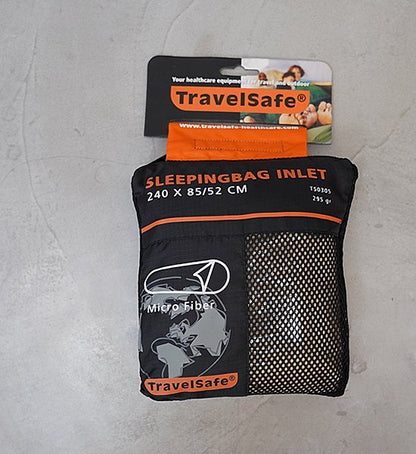 Your healthcare equipment for travel and outdoor
TravelSafe®
www.travelsafe-healthcare.com
SLEEPINGBAG INLET
240 X 85/52 CM
TS0305
295 gr
Micro Fiber
TravelSafe®